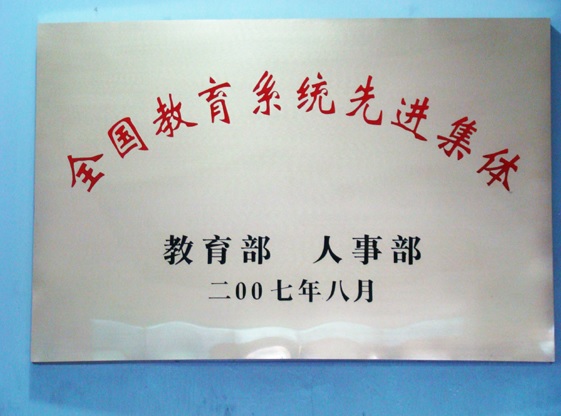 全国教育系统先进集体
教育部 人事部
二00七年八月